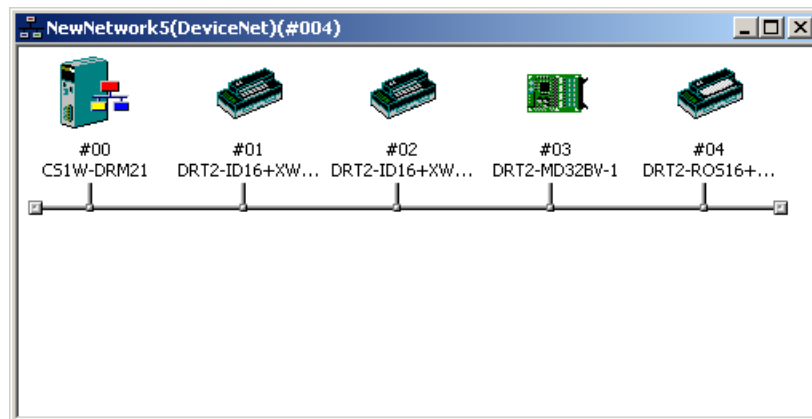 NewNetwork5(DeviceNet)(#004)
#00 #01 #02 #03 #04
CS1W-DRM21 DRT2-ID16+XW... DRT2-ID16+XW... DRT2-MD32BV-1 DRT2-ROS16+...